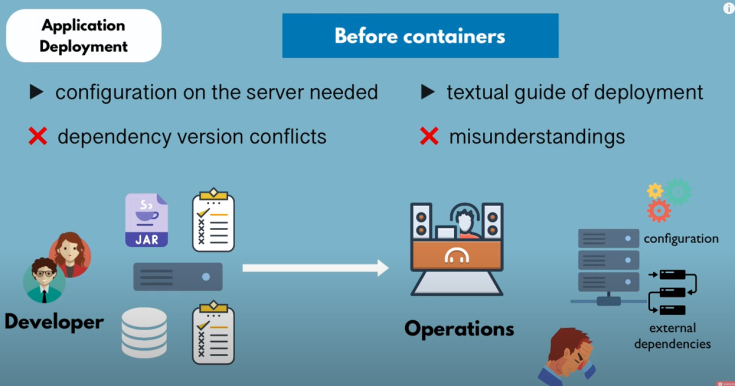 Application
Deployment
Before containers
configuration on the server needed
textual guide of deployment
dependency version conflicts
misunderstandings
JAR
configuration
Developer
Operations
external
dependencies